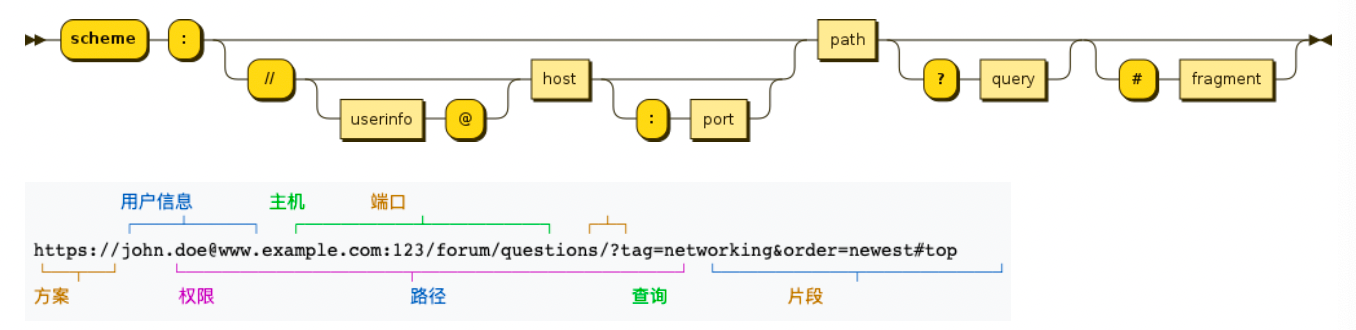 scheme : path
// host ? query # fragment
userinfo @ : port
用户信息 主机 端口
https://john.doe@www.example.com:123/forum/questions/?tag=networking&order=newest#top
方案 权限 路径 查询 片段